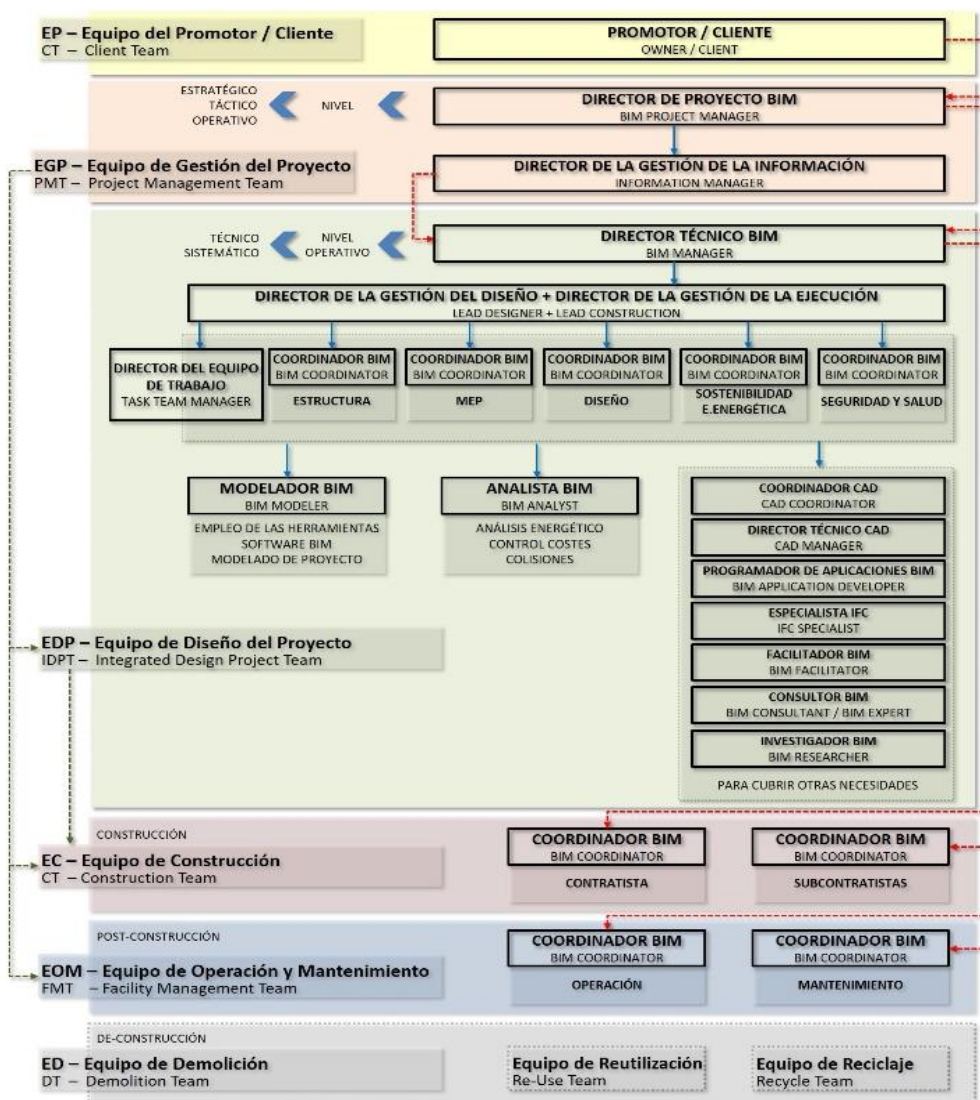 EP – Equipo del Promotor / Cliente
CT – Client Team
PROMOTOR / CLIENTE
OWNER / CLIENT
ESTRATÉGICO
TÁCTICO
OPERATIVO
NIVEL
DIRECTOR DE PROYECTO BIM
BIM PROJECT MANAGER
EGP – Equipo de Gestión del Proyecto
PMT – Project Management Team
DIRECTOR DE LA GESTIÓN DE LA INFORMACIÓN
INFORMATION MANAGER
TÉCNICO
SISTEMÁTICO
NIVEL
OPERATIVO
DIRECTOR TÉCNICO BIM
BIM MANAGER
DIRECTOR DE LA GESTIÓN DEL DISEÑO + DIRECTOR DE LA GESTIÓN DE LA EJECUCIÓN
LEAD DESIGNER + LEAD CONSTRUCTION
DIRECTOR DEL EQUIPO
DE TRABAJO
TASK TEAM MANAGER
COORDINADOR BIM
BIM COORDINATOR
ESTRUCTURA
COORDINADOR BIM
BIM COORDINATOR
MEP
COORDINADOR BIM
BIM COORDINATOR
DISEÑO
COORDINADOR BIM
BIM COORDINATOR
SOSTENIBILIDAD
E.ENERGÉTICA
COORDINADOR BIM
BIM COORDINATOR
SEGURIDAD Y SALUD
MODELADOR BIM
BIM MODELER
EMPLEO DE LAS HERRAMIENTAS
SOFTWARE BIM
MODELADO DE PROYECTO
ANALISTA BIM
BIM ANALYST
ANÁLISIS ENERGÉTICO
CONTROL COSTES
COLISIONES
COORDINADOR CAD
CAD COORDINATOR
DIRECTOR TÉCNICO CAD
CAD MANAGER
PROGRAMADOR DE APLICACIONES BIM
BIM APPLICATION DEVELOPER
ESPECIALISTA IFC
IFC SPECIALIST
FACILITADOR BIM
BIM FACILITATOR
CONSULTOR BIM
BIM CONSULTANT / BIM EXPERT
INVESTIGADOR BIM
BIM RESEARCHER
PARA CUBRIR OTRAS NECESIDADES
EDP – Equipo de Diseño del Proyecto
IDPT – Integrated Design Project Team
CONSTRUCCIÓN
EC – Equipo de Construcción
CT – Construction Team
COORDINADOR BIM
BIM COORDINATOR
CONTRATISTA
COORDINADOR BIM
BIM COORDINATOR
SUBCONTRATISTAS
POST-CONSTRUCCIÓN
EOM – Equipo de Operación y Mantenimiento
FMT – Facility Management Team
COORDINADOR BIM
BIM COORDINATOR
OPERACIÓN
COORDINADOR BIM
BIM COORDINATOR
MANTENIMIENTO
DE-CONSTRUCCIÓN
ED – Equipo de Demolición
DT – Demolition Team
Equipo de Reutilización
Re-Use Team
Equipo de Reciclaje
Recycle Team